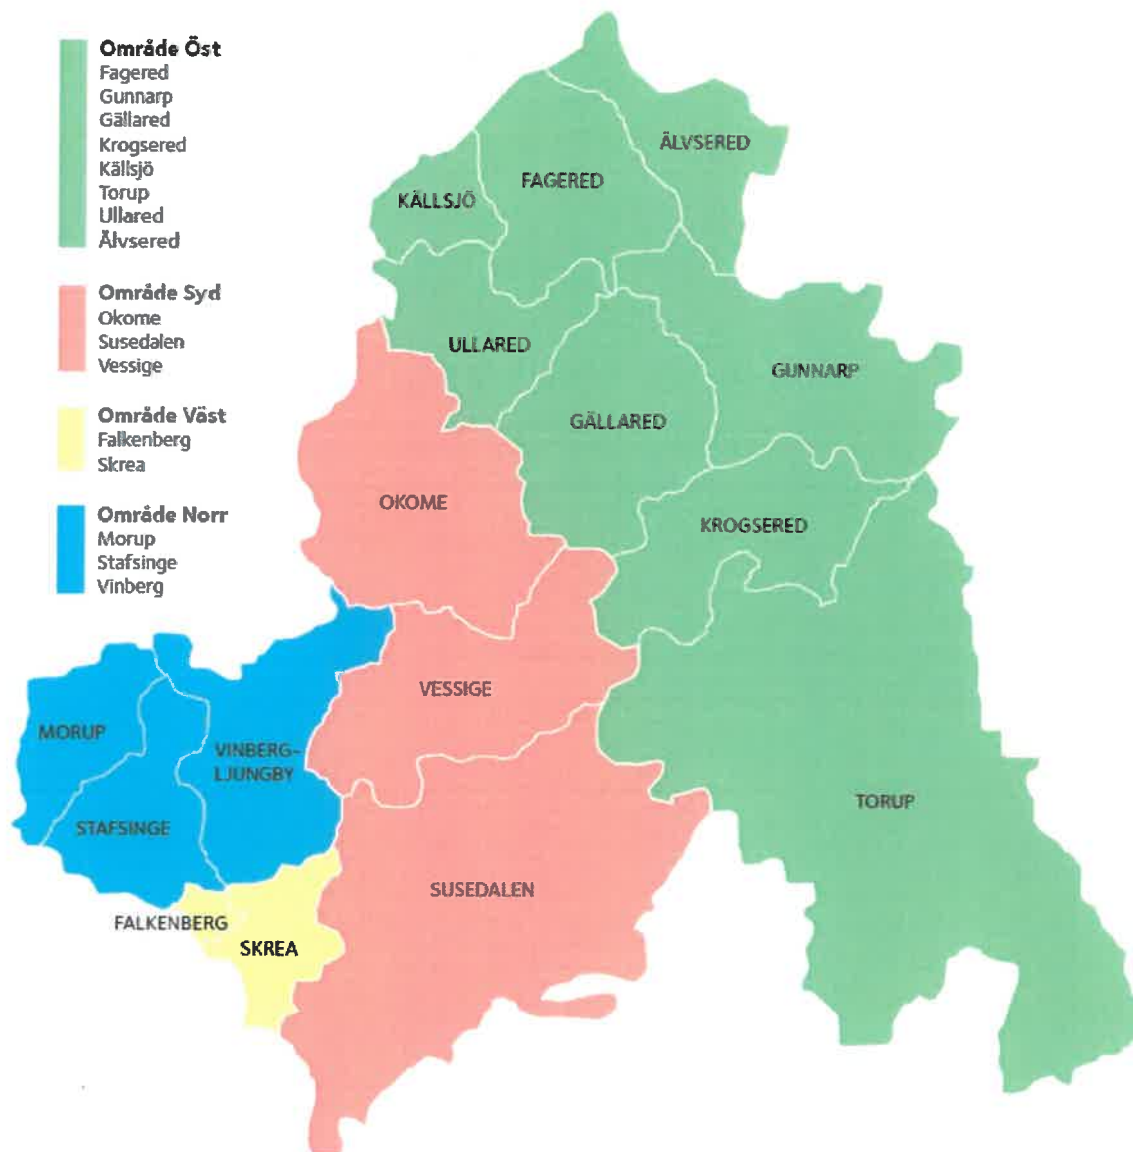 Område Öst
Fagered
Gunnarp
Gällared
Krogsered
Källsjö
Torup
Ullared
Älvsered
Område Syd
Okome
Susedalen
Vessige
Område Väst
Falkenberg
Skrea
Område Norr
Morup
Stafsinge
Vinberg
ÄLVSERED
FAGERED
KÄLLSJÖ
ULLARED
GUNNARP
GÄLLARED
OKOME
KROGSERED
VESSIGE
MORUP
VINBERG-
LJUNGBY
TORUP
STAFSINGE
SUSEDALEN
FALKENBERG
SKREA